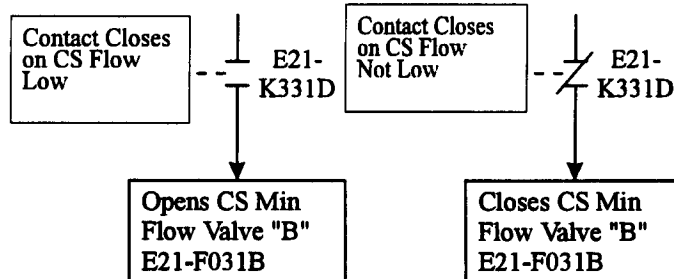 Contact Closes
on CS Flow
Low
E21-
K331D
Contact Closes
on CS Flow
Not Low
E21-
K331D
Opens CS Min
Flow Valve "B"
E21-F031B
Closes CS Min
Flow Valve "B"
E21-F031B